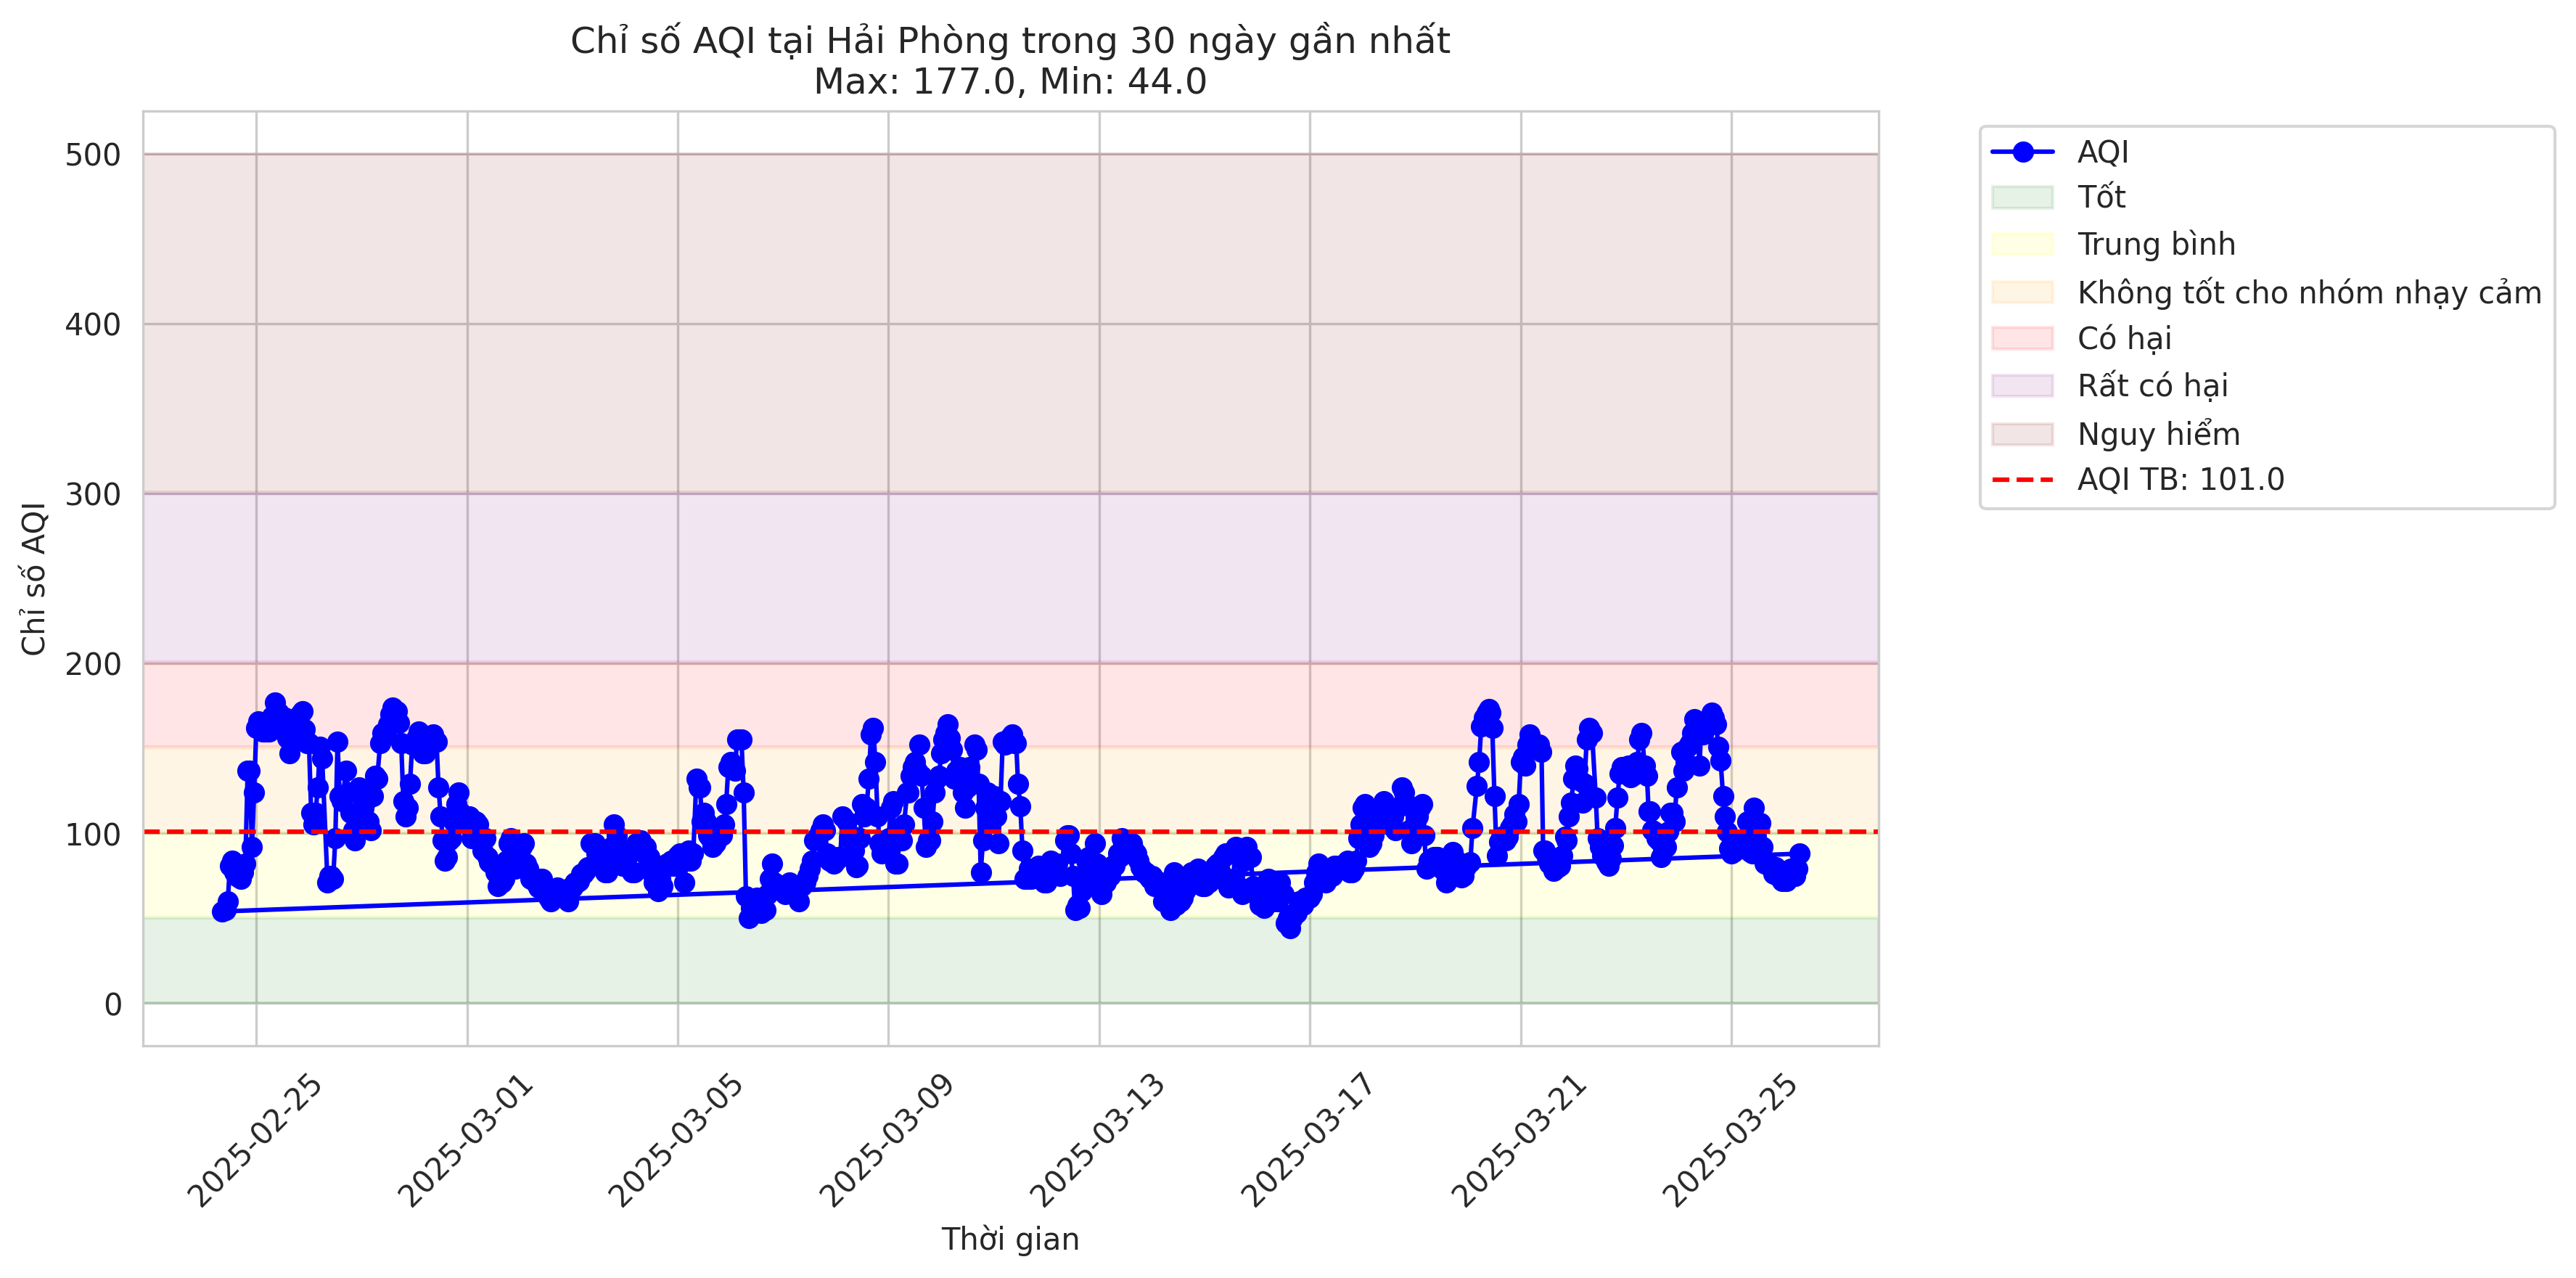 Chỉ số AQI tại Hải Phòng trong 30 ngày gần nhất
Max: 177.0, Min: 44.0
Chỉ số AQI
500
400
300
200
100
0
2025-02-25
2025-03-01
2025-03-05
2025-03-09
2025-03-13
2025-03-17
2025-03-21
2025-03-25
Thời gian
AQI
Tốt
Trung bình
Không tốt cho nhóm nhạy cảm
Có hại
Rất có hại
Nguy hiểm
AQI TB: 101.0